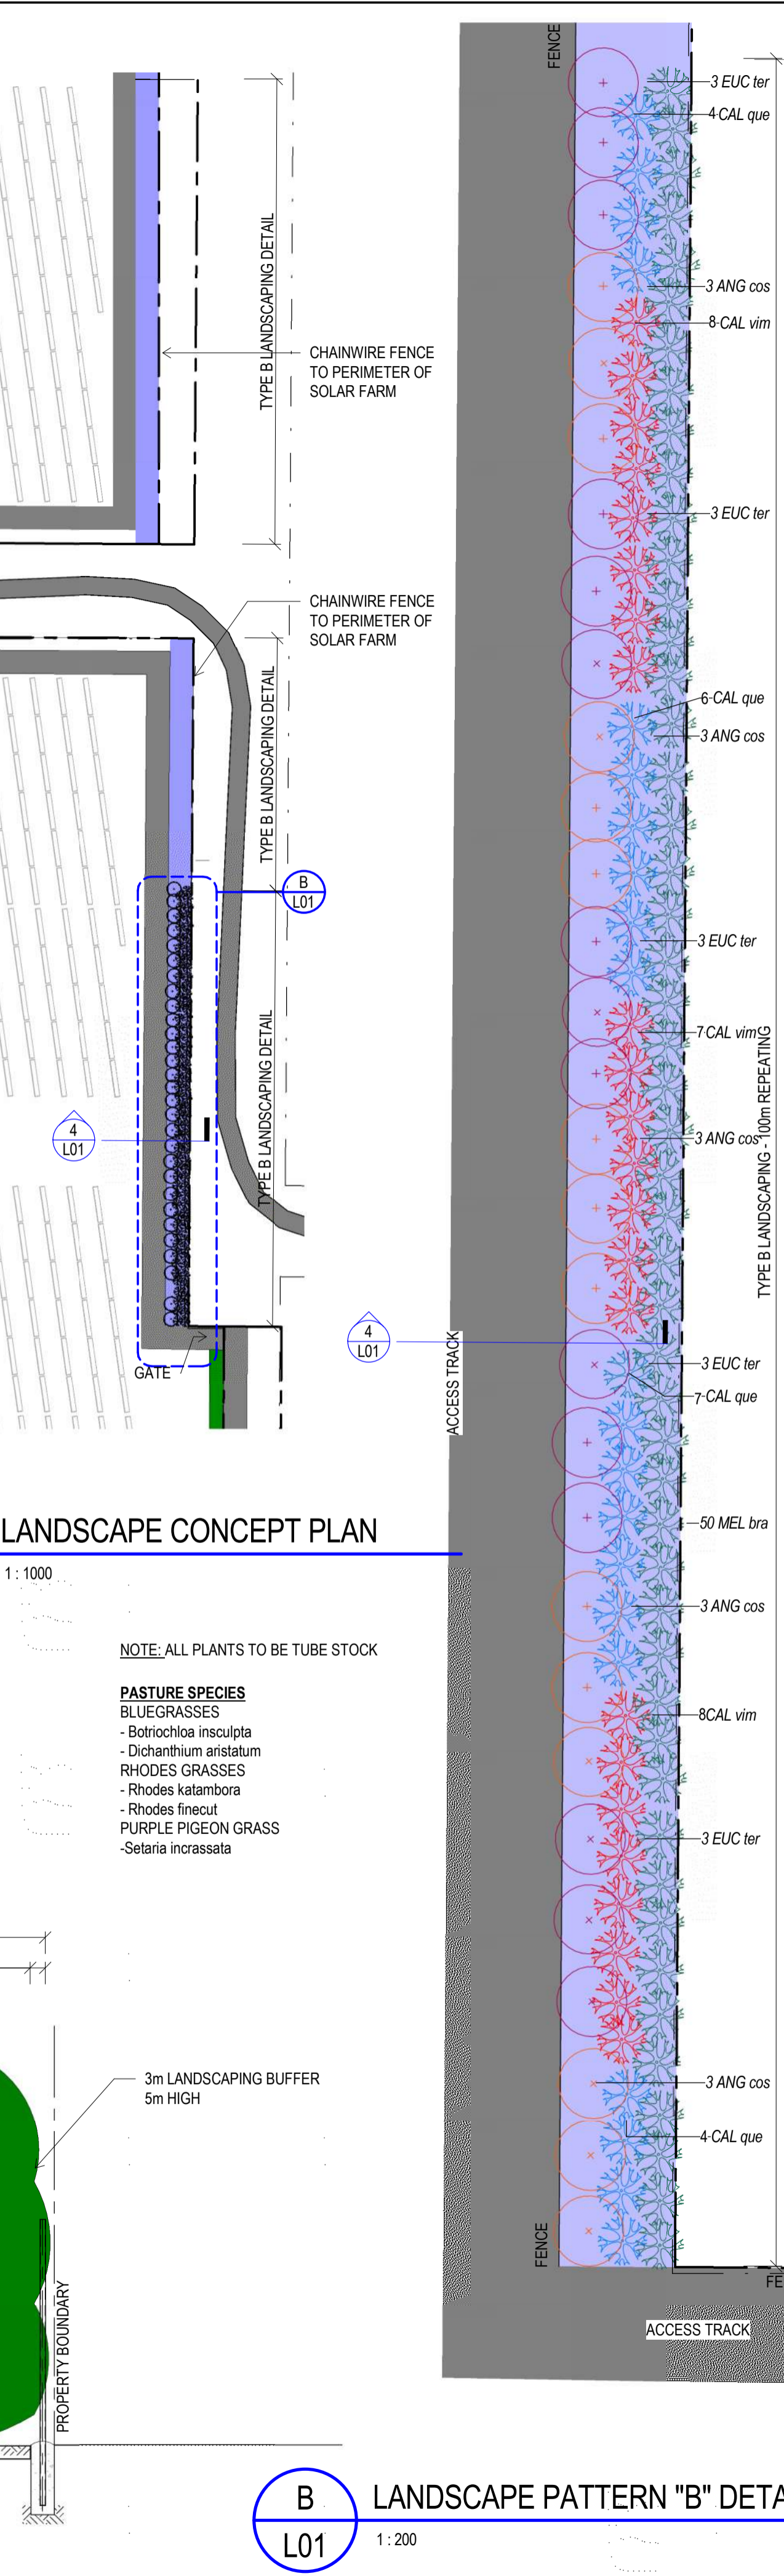 TYPE B LANDSCAPING DETAIL
CHAINWIRE FENCE
TO PERIMETER OF
SOLAR FARM
CHAINWIRE FENCE
TO PERIMETER OF
SOLAR FARM
TYPE B LANDSCAPING DETAIL
B
L01
TYPE B LANDSCAPING DETAIL
4
L01
GATE
LANDSCAPE CONCEPT PLAN
1 : 1000
NOTE: ALL PLANTS TO BE TUBE STOCK
PASTURE SPECIES
BLUEGRASSES
- Botriochloa insculpta
- Dichanthium aristatum
RHODES GRASSES
- Rhodes katambora
- Rhodes finecut
PURPLE PIGEON GRASS
-Setaria incrassata
3m LANDSCAPING BUFFER
5m HIGH
PROPERTY BOUNDARY
FENCE
3 EUC ter
4 CAL que
3 ANG cos
8 CAL vim
3 EUC ter
6 CAL que
3 ANG cos
3 EUC ter
7 CAL vim
3 ANG cos
TYPE B LANDSCAPING - 100m REPEATING
4
L01
ACCESS TRACK
3 EUC ter
7 CAL que
50 MEL bra
3 ANG cos
8CAL vim
3 EUC ter
3 ANG cos
4 CAL que
FENCE
FE
ACCESS TRACK
B
L01
LANDSCAPE PATTERN "B" DETA
1 : 200